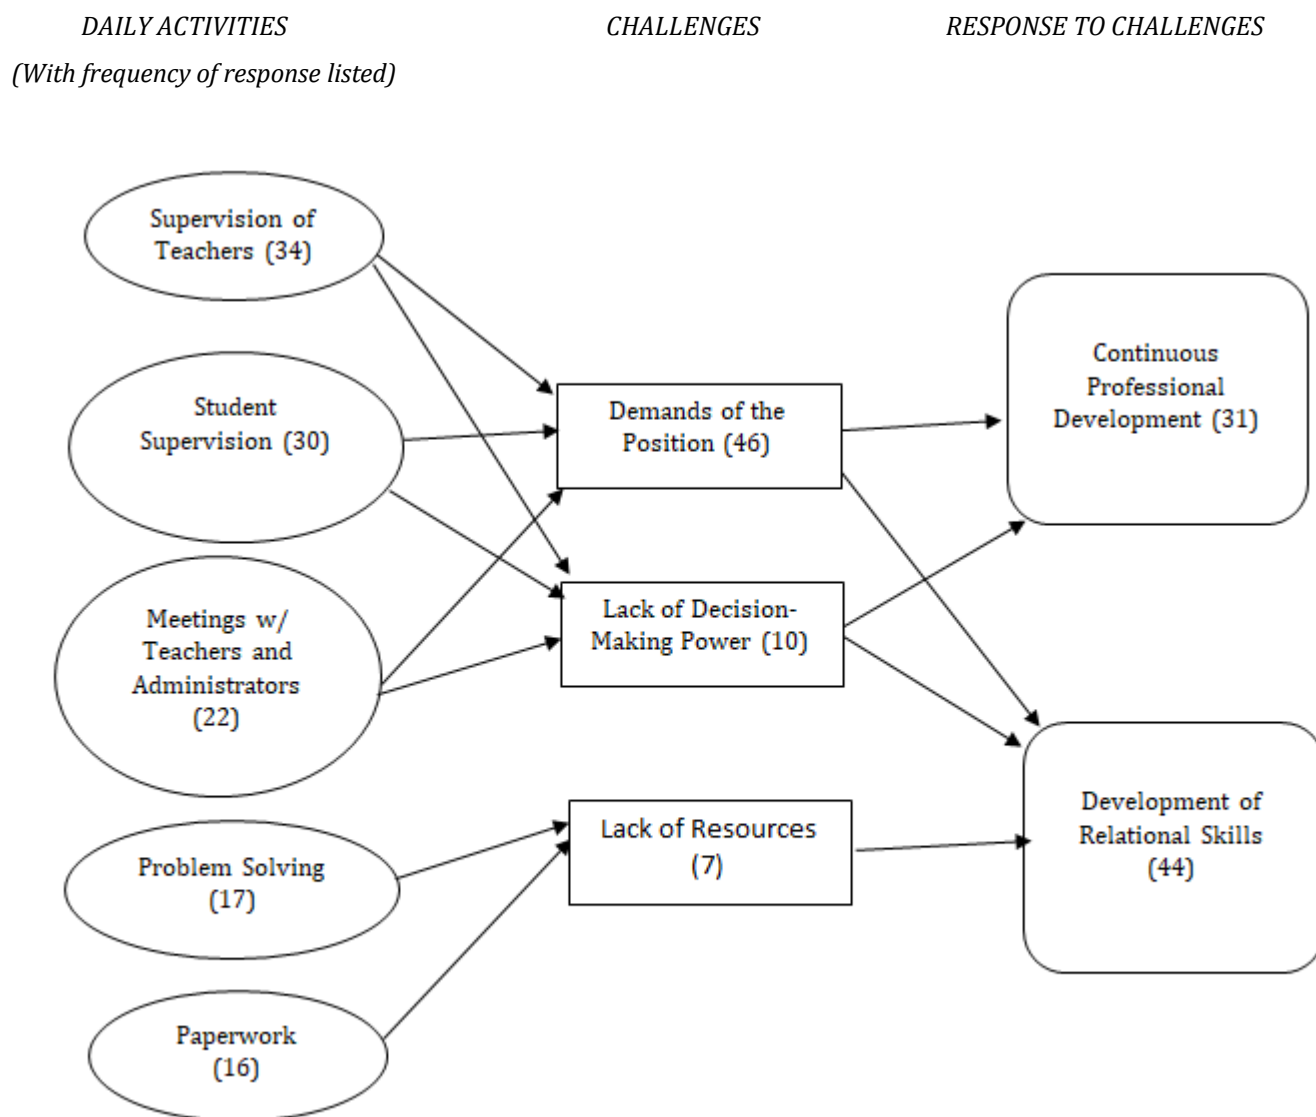 DAILY ACTIVITIES
CHALLENGES
RESPONSE TO CHALLENGES
(With frequency of response listed)
Supervision of
Teachers (34)
Student
Supervision (30)
Meetings w/
Teachers and
Administrators
(22)
Problem Solving
(17)
Paperwork
(16)
Demands of the
Position (46)
Lack of Decision-
Making Power (10)
Lack of Resources
(7)
Continuous
Professional
Development (31)
Development of
Relational Skills
(44)